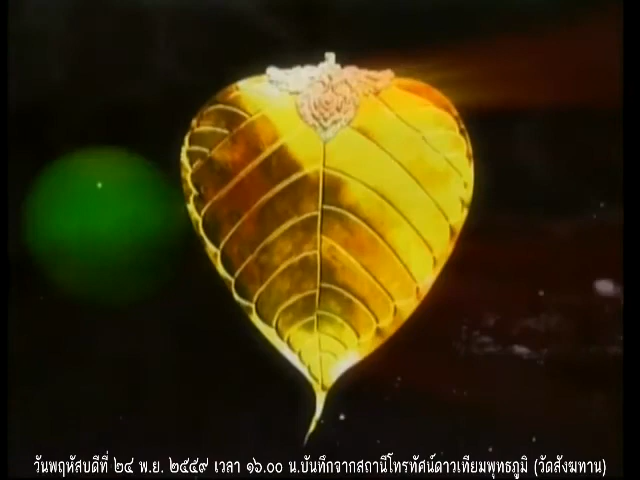 วันพฤหัสบดีที่ ๒๔ พ.ย. ๒๕๕๙ เวลา ๑๖.๐๐ น.บันทึกจากสถานีโทรทัศน์ดาวเทียมพุทธภูมิ (วัดสังฆทาน)